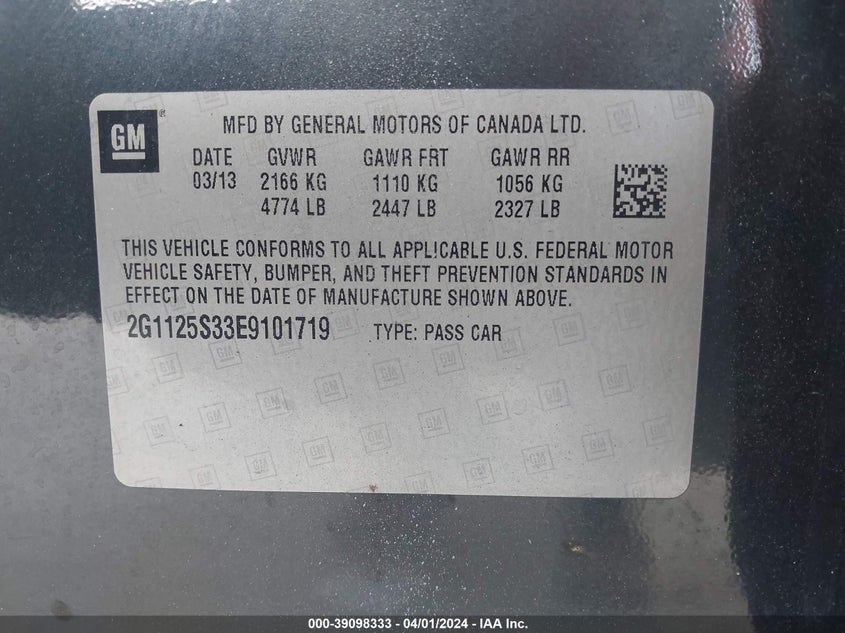 GM®
MFD BY GENERAL MOTORS OF CANADA LTD.
DATE GVWR GAWR FRT GAWR RR
03/13 2166 KG 1110 KG 1056 KG
4774 LB 2447 LB 2327 LB
THIS VEHICLE CONFORMS TO ALL APPLICABLE U.S. FEDERAL MOTOR
VEHICLE SAFETY, BUMPER, AND THEFT PREVENTION STANDARDS IN
EFFECT ON THE DATE OF MANUFACTURE SHOWN ABOVE.
2G1125S33E9101719 TYPE: PASS CAR
000-39098333 - 04/01/2024 - IAA Inc.